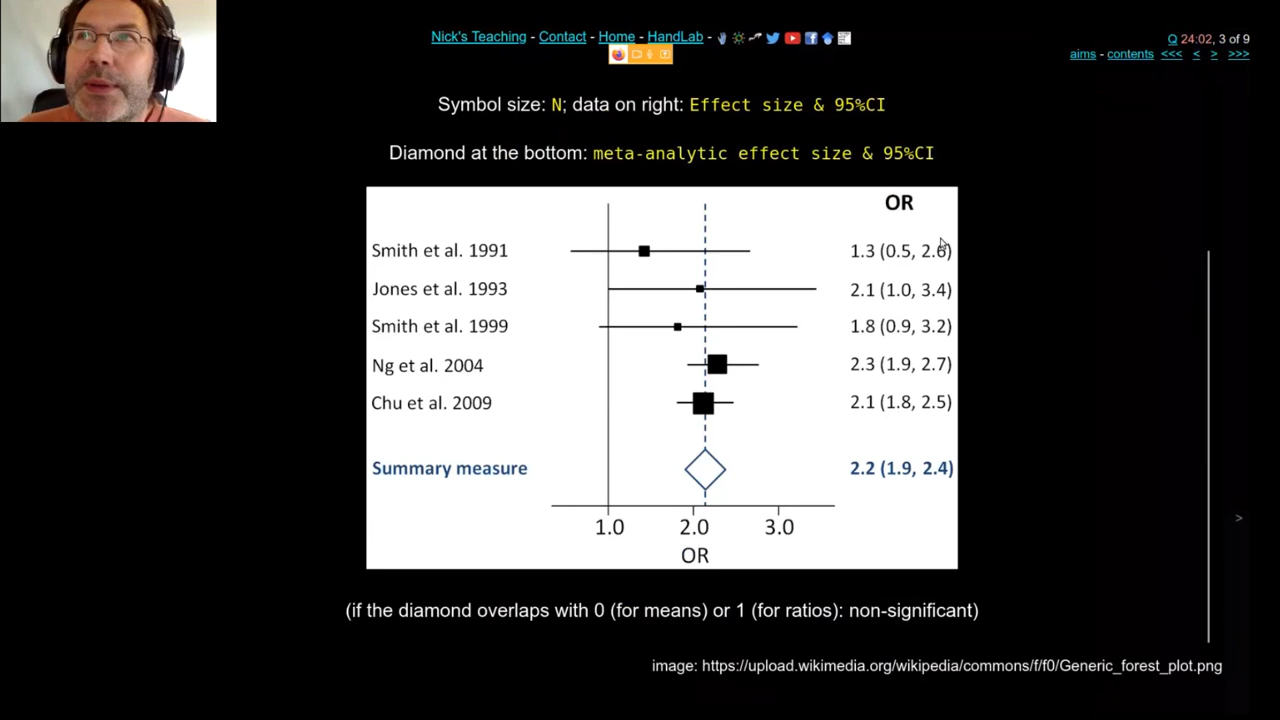 Nick's Teaching - Contact - Home - HandLab -
Q 24:02, 3 of 9
aims - contents <<< < > >>>
Symbol size: N; data on right: Effect size & 95%CI
Diamond at the bottom: meta-analytic effect size & 95%CI
OR
Smith et al. 1991 1.3 (0.5, 2.6)
Jones et al. 1993 2.1 (1.0, 3.4)
Smith et al. 1999 1.8 (0.9, 3.2)
Ng et al. 2004 2.3 (1.9, 2.7)
Chu et al. 2009 2.1 (1.8, 2.5)
Summary measure 2.2 (1.9, 2.4)
1.0 2.0 3.0
OR
>
(if the diamond overlaps with 0 (for means) or 1 (for ratios): non-significant)
image: https://upload.wikimedia.org/wikipedia/commons/f/f0/Generic_forest_plot.png